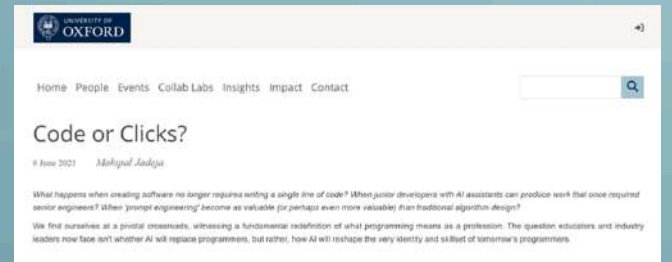 UNIVERSITY OF
OXFORD
Home People Events Collab Labs Insights Impact Contact
Code or Clicks?
6 June 2025 Mahipal Jadeja
What happens when creating software no longer requires writing a single line of code? When junior developers with AI assistants can produce work that once required
senior engineers? When 'prompt engineering' become as valuable (or perhaps even more valuable) than traditional algorithm design?
We find ourselves at a pivotal crossroads, witnessing a fundamental redefinition of what programming means as a profession. The question educators and industry
leaders now face isn't whether AI will replace programmers, but rather, how AI will reshape the very identity and skillset of tomorrow's programmers.